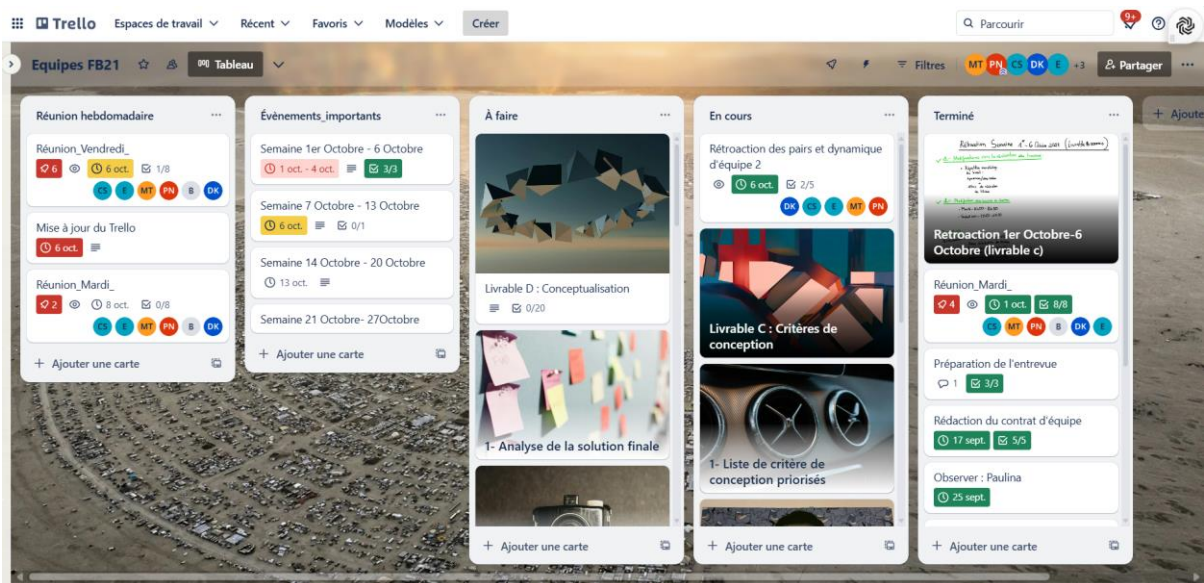 Trello
Espaces de travail
Récent
Favoris
Modèles
Créer
Parcourir
9+
Equipes FB21
Tableau
Filtres
MT PN CS DK E +3
Partager
Réunion hebdomadaire
Réunion_Vendredi_
6 6 oct. 1/8
CS E MT PN B DK
Mise à jour du Trello
6 oct.
Réunion_Mardi_
2 8 oct. 0/8
CS E MT PN B DK
+ Ajouter une carte
Évènements_importants
Semaine 1er Octobre - 6 Octobre
1 oct. - 4 oct. 3/3
Semaine 7 Octobre - 13 Octobre
6 oct. 0/1
Semaine 14 Octobre - 20 Octobre
13 oct.
Semaine 21 Octobre- 27Octobre
+ Ajouter une carte
À faire
Livrable D : Conceptualisation
0/20
1- Analyse de la solution finale
+ Ajouter une carte
En cours
Rétroaction des pairs et dynamique
d'équipe 2
6 oct. 2/5
DK CS E MT PN
Livrable C : Critères de
conception
1- Liste de critère de
conception priorisés
+ Ajouter une carte
Terminé
Retroaction 1er Octobre-6
Octobre (livrable c)
Réunion_Mardi_
4 1 oct. 8/8
CS MT PN B DK E
Préparation de l'entrevue
1 3/3
Rédaction du contrat d'équipe
17 sept. 5/5
Observer : Paulina
25 sept.
+ Ajouter une carte
+ Ajoute